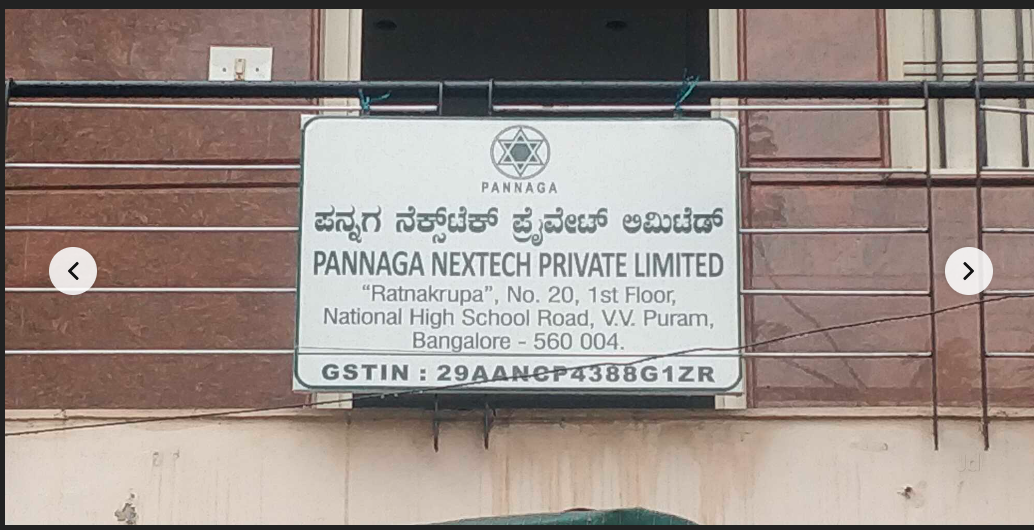 PANNAGA
ಪನ್ನಗ ನೆಕ್ಸ್‌ಟೆಕ್ ಪ್ರೈವೇಟ್ ಲಿಮಿಟೆಡ್
PANNAGA NEXTECH PRIVATE LIMITED
“Ratnakrupa”, No. 20, 1st Floor,
National High School Road, V.V. Puram,
Bangalore - 560 004.
GSTIN : 29AANCP4388G1ZR